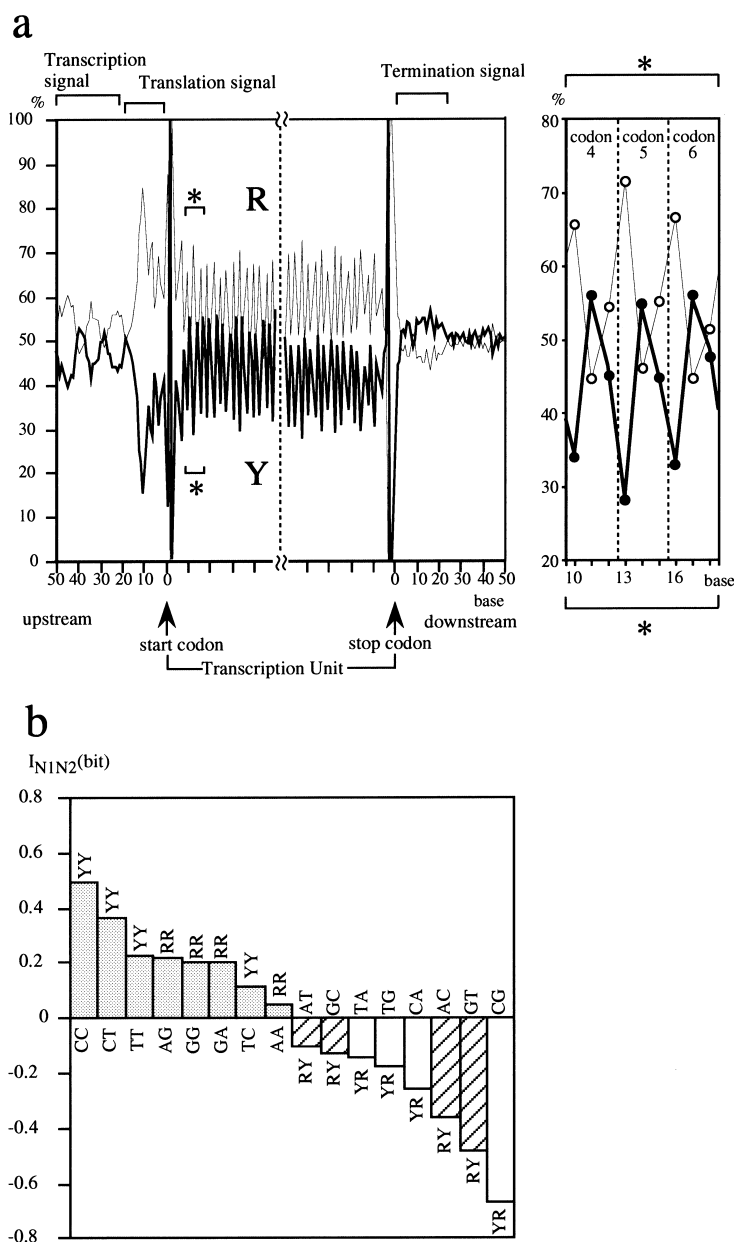 a
Transcription signal
Translation signal
Termination signal
*
%
100
90
80
70
60
50
40
30
20
10
0
* R
* Y
50 40 30 20 10 0
0 10 20 30 40 50
base
upstream
downstream
start codon
stop codon
Transcription Unit
%
80
70
60
50
40
30
20
codon 4
codon 5
codon 6
10 13 16 base
*
b
IN1N2(bit)
0.8
0.6
0.4
0.2
0
-0.2
-0.4
-0.6
-0.8
YY YY YY RR RR RR YY RR AT GC TA TG CA AC GT CG
CC CT TT AG GG GA TC AA RY RY YR YR YR RY RY YR